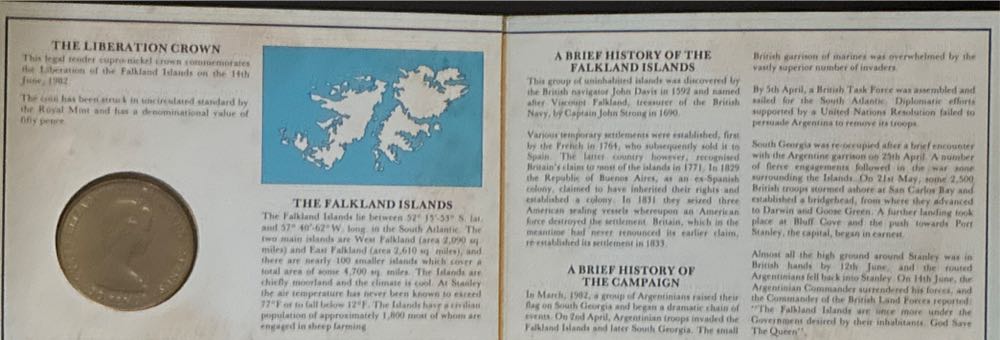 THE LIBERATION CROWN
This legal tender cupro-nickel crown commemorates
the Liberation of the Falkland Islands on the 14th
June, 1982
The coin has been struck in uncirculated standard by
the Royal Mint and has a denominational value of
fifty pence.
THE FALKLAND ISLANDS
The Falkland Islands lie between 52° 15'-53° S. lat.
and 57° 40'-62° W. long. in the South Atlantic. The
two main islands are West Falkland (area 2,090 sq.
miles) and East Falkland (area 2,610 sq. miles), and
there are nearly 100 smaller islands which cover a
total area of some 4,700 sq. miles. The Islands are
chiefly moorland and the climate is cool. At Stanley
the air temperature has never been known to exceed
77°F or to fall below 12°F. The Islands have a civilian
population of approximately 1,800 most of whom are
engaged in sheep farming
A BRIEF HISTORY OF THE
FALKLAND ISLANDS
This group of uninhabited islands was discovered by
the British navigator John Davis in 1592 and named
after Viscount Falkland, treasurer of the British
Navy, by Captain John Strong in 1690.
Various temporary settlements were established, first
by the French in 1764, who subsequently sold it to
Spain. The latter country however, recognised
Britain's claim to most of the islands in 1771. In 1829
the Republic of Buenos Aires, as an ex-Spanish
colony, claimed to have inherited their rights and
established a colony. In 1831 they seized three
American sealing vessels whereupon an American
force destroyed the settlement. Britain, which in the
meantime had never renounced its earlier claim,
re-established its settlement in 1833.
A BRIEF HISTORY OF
THE CAMPAIGN
In March, 1982, a group of Argentinians raised their
flag on South Georgia and began a dramatic chain of
events. On 2nd April, Argentinian troops invaded the
Falkland Islands and later South Georgia. The small
British garrison of marines was overwhelmed by the
vastly superior number of invaders.
By 5th April, a British Task Force was assembled and
sailed for the South Atlantic. Diplomatic efforts
supported by a United Nations Resolution failed to
persuade Argentina to remove its troops.
South Georgia was re-occupied after a brief encounter
with the Argentine garrison on 25th April. A number
of fierce engagements followed in the war zone
surrounding the Islands. On 21st May, some 2,500
British troops stormed ashore at San Carlos Bay and
established a bridgehead, from where they advanced
to Darwin and Goose Green. A further landing took
place at Bluff Cove and the push towards Port
Stanley, the capital, began in earnest.
Almost all the high ground around Stanley was in
British hands by 12th June, and the routed
Argentinians fell back into Stanley. On 14th June, the
Argentinian Commander surrendered his forces, and
the Commander of the British Land Forces reported:
"The Falkland Islands are once more under the
Government desired by their inhabitants. God Save
The Queen".